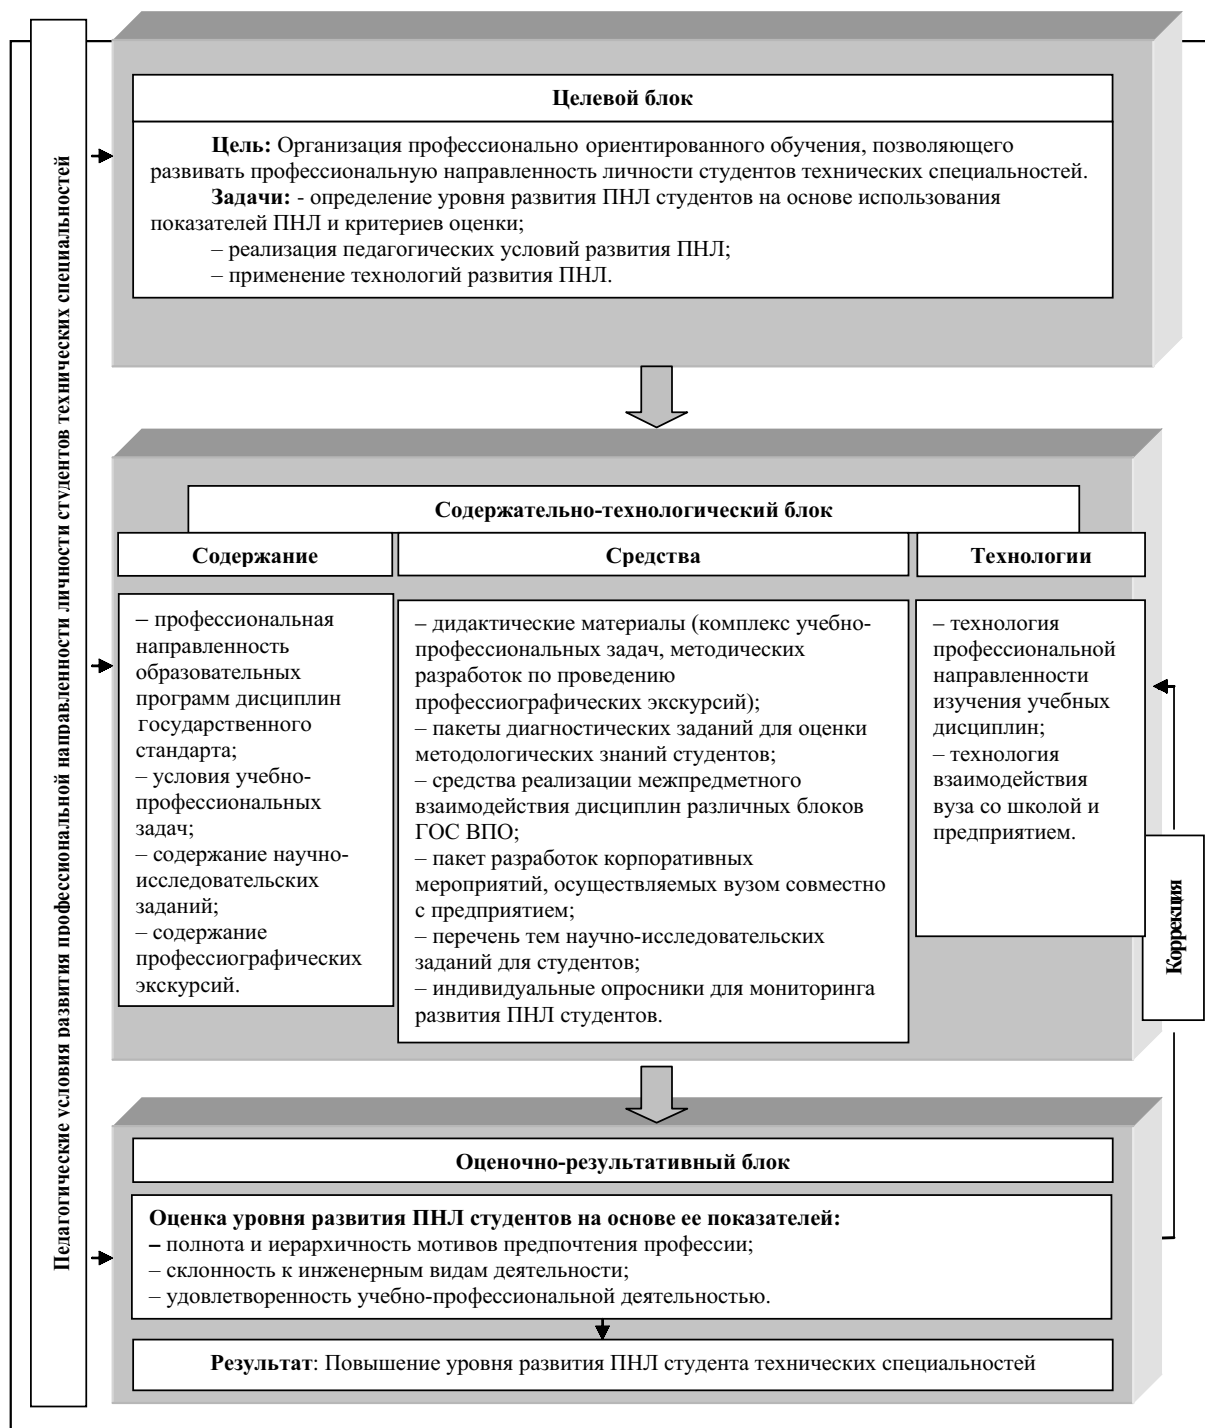 Педагогические условия развития профессиональной направленности личности студентов технических специальностей
Целевой блок
Цель: Организация профессионально ориентированного обучения, позволяющего
развивать профессиональную направленность личности студентов технических специальностей.
Задачи: - определение уровня развития ПНЛ студентов на основе использования
показателей ПНЛ и критериев оценки;
– реализация педагогических условий развития ПНЛ;
– применение технологий развития ПНЛ.
Содержательно-технологический блок
Содержание
– профессиональная
направленность
образовательных
программ дисциплин
государственного
стандарта;
– условия учебно-
профессиональных
задач;
– содержание научно-
исследовательских
заданий;
– содержание
профессиографических
экскурсий.
Средства
– дидактические материалы (комплекс учебно-
профессиональных задач, методических
разработок по проведению
профессиографических экскурсий);
– пакеты диагностических заданий для оценки
методологических знаний студентов;
– средства реализации межпредметного
взаимодействия дисциплин различных блоков
ГОС ВПО;
– пакет разработок корпоративных
мероприятий, осуществляемых вузом совместно
с предприятием;
– перечень тем научно-исследовательских
заданий для студентов;
– индивидуальные опросники для мониторинга
развития ПНЛ студентов.
Технологии
– технология
профессиональной
направленности
изучения учебных
дисциплин;
– технология
взаимодействия
вуза со школой и
предприятием.
Коррекция
Оценочно-результативный блок
Оценка уровня развития ПНЛ студентов на основе ее показателей:
– полнота и иерархичность мотивов предпочтения профессии;
– склонность к инженерным видам деятельности;
– удовлетворенность учебно-профессиональной деятельностью.
Результат: Повышение уровня развития ПНЛ студента технических специальностей